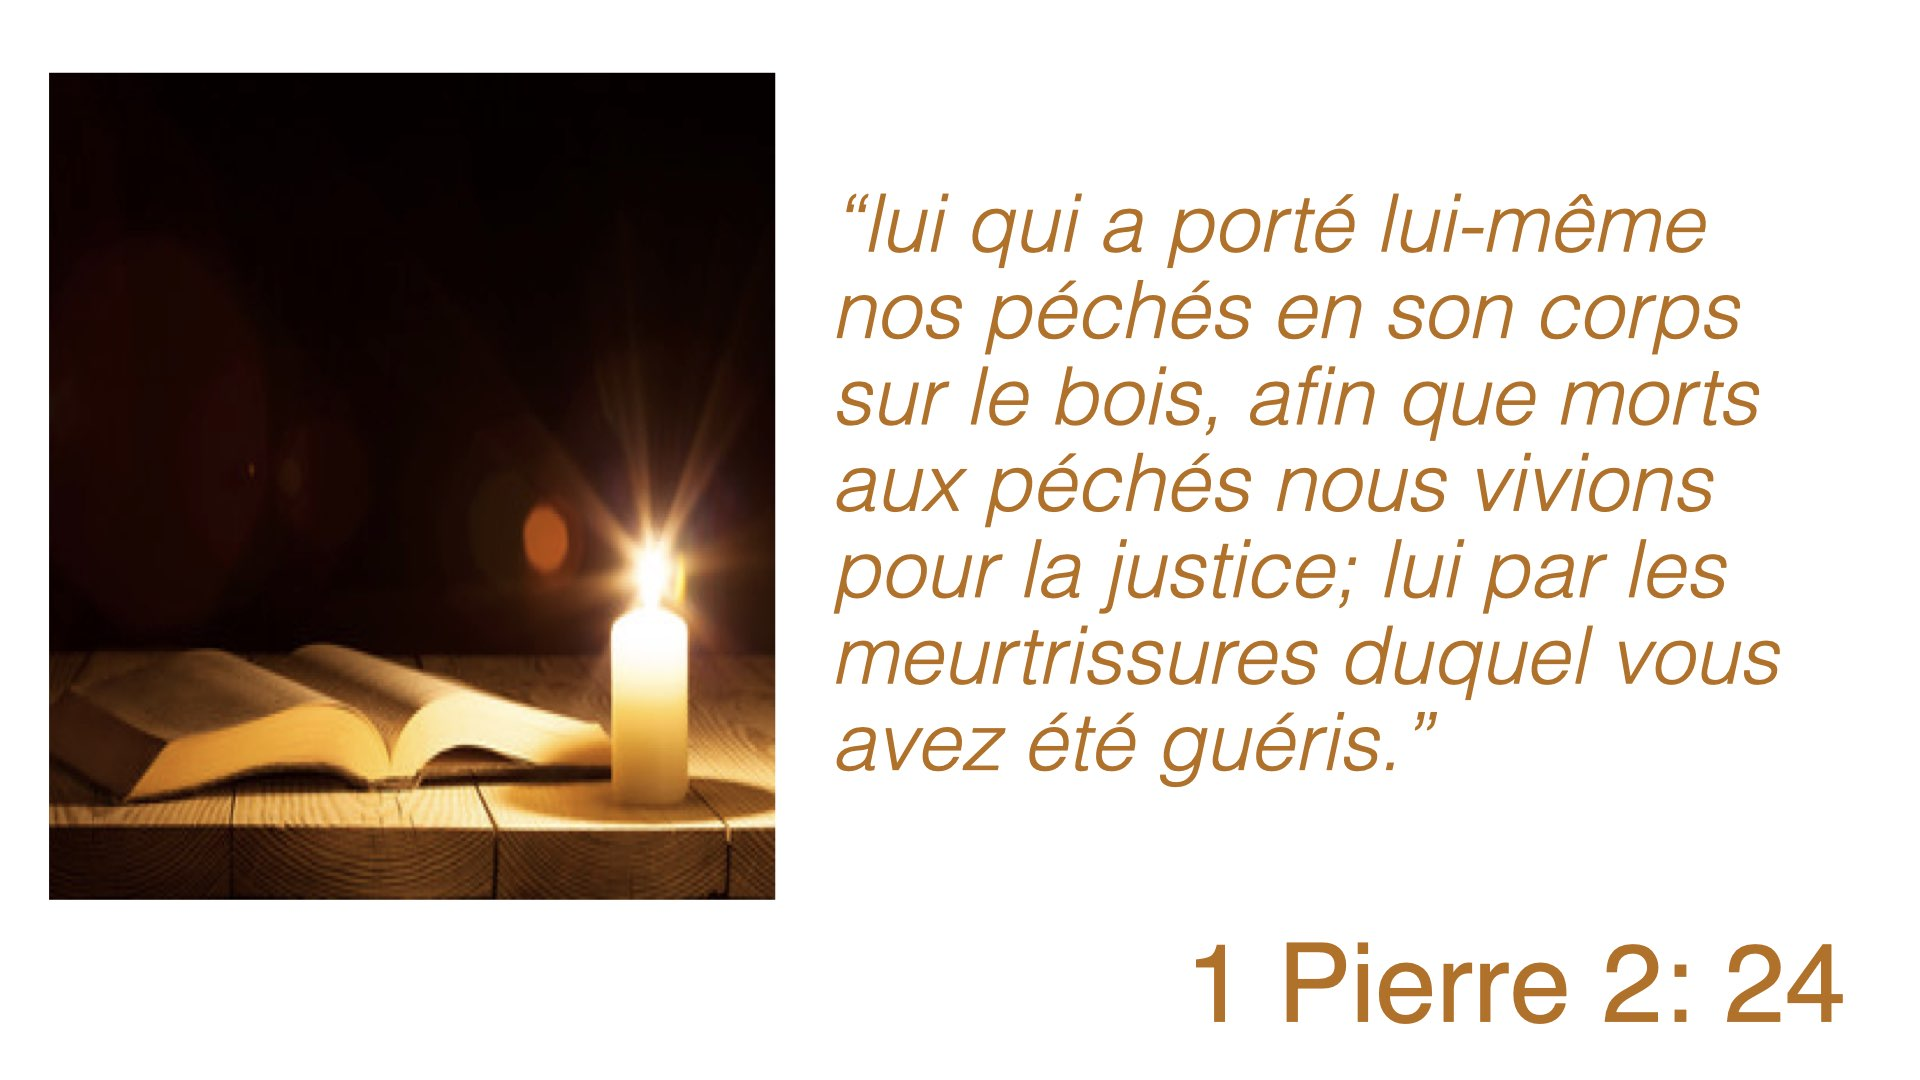 “lui qui a porté lui-même
nos péchés en son corps
sur le bois, afin que morts
aux péchés nous vivions
pour la justice; lui par les
meurtrissures duquel vous
avez été guéris.”
1 Pierre 2: 24